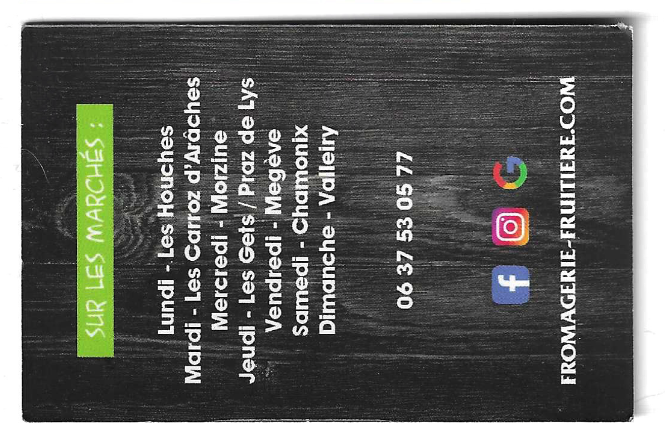 SUR LES MARCHÉS :
Lundi - Les Houches
Mardi - Les Carroz d'Arâches
Mercredi - Morzine
Jeudi - Les Gets / Praz de Lys
Vendredi - Megève
Samedi - Chamonix
Dimanche - Valleiry
06 37 53 05 77
FROMAGERIE-FRUITIERE.COM